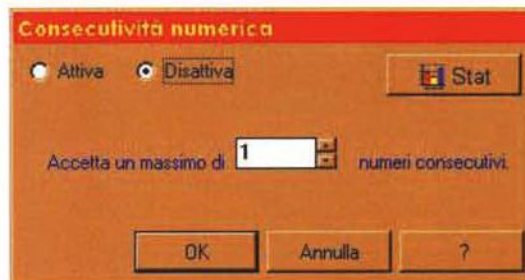 Consecutività numerica
Attiva Disattiva Stat
Accetta un massimo di 1 numeri consecutivi.
OK Annulla ?